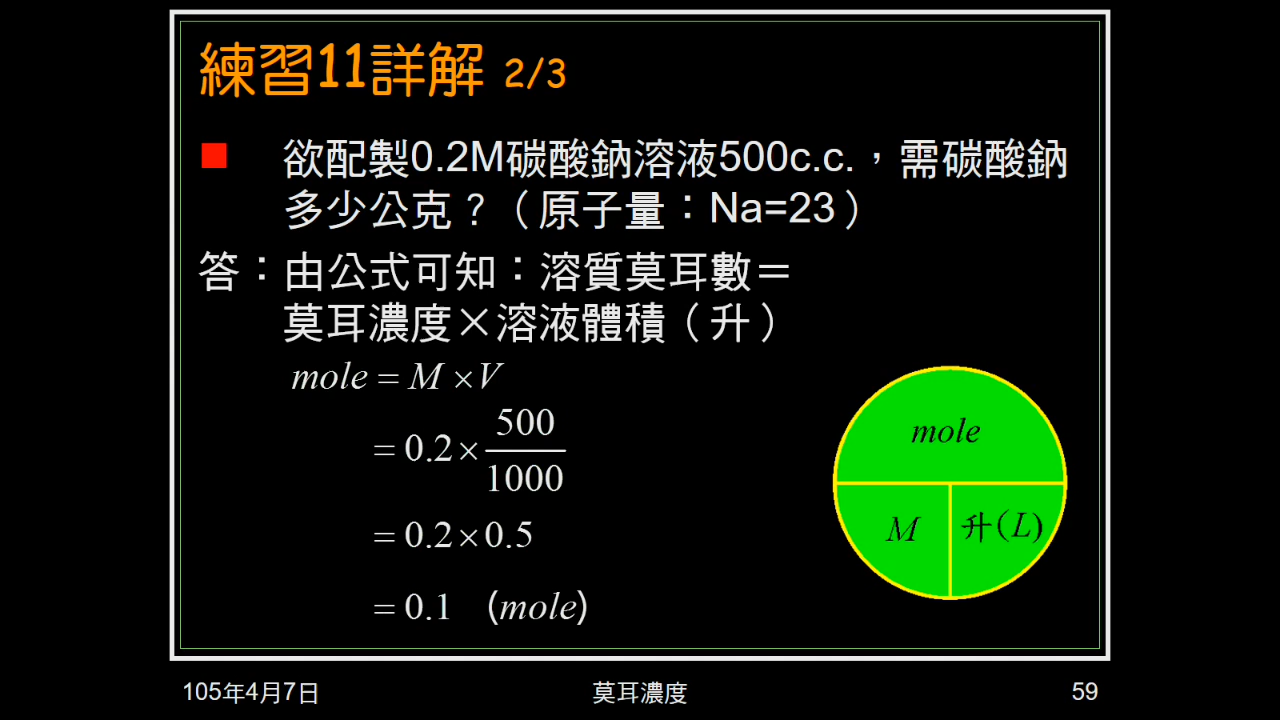 練習11詳解 2/3
欲配製0.2M碳酸鈉溶液500c.c.，需碳酸鈉
多少公克？（原子量：Na=23）
答：由公式可知：溶質莫耳數＝
莫耳濃度×溶液體積（升）
mole = M × V
= 0.2 × 500/1000
= 0.2 × 0.5
= 0.1 (mole)
mole
M 升(L)
105年4月7日 莫耳濃度 59